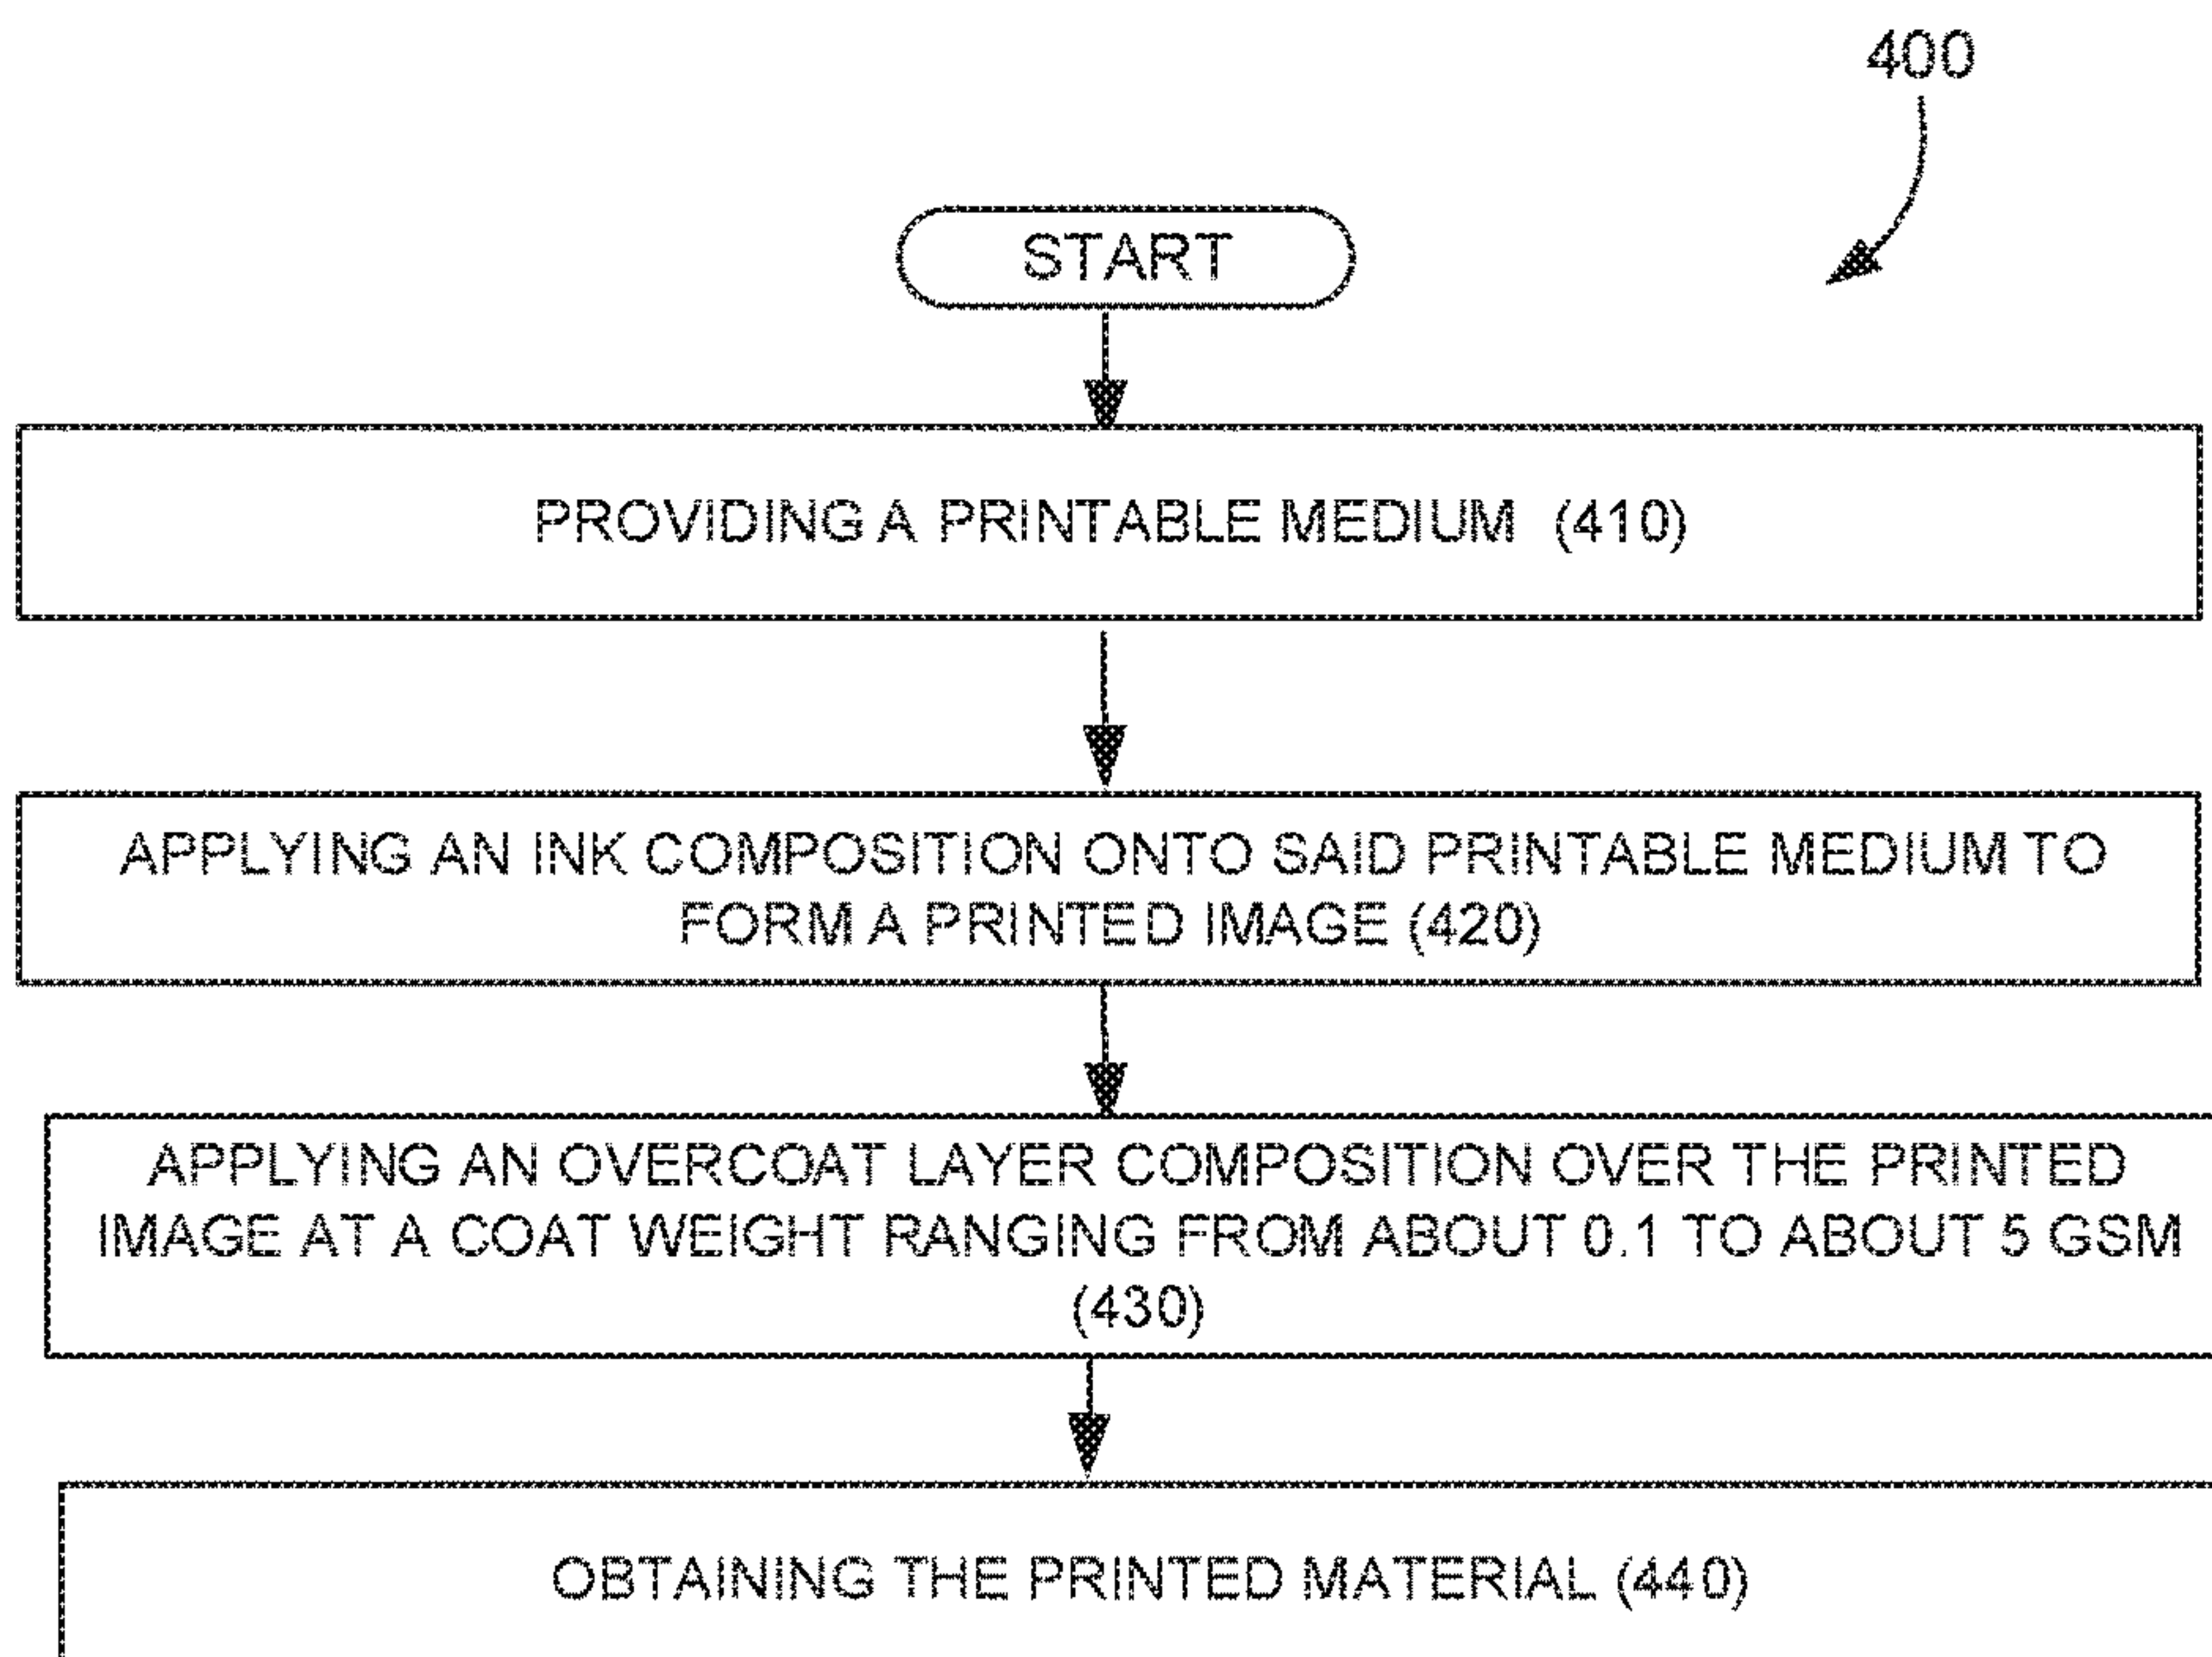 400
START
PROVIDING A PRINTABLE MEDIUM (410)
APPLYING AN INK COMPOSITION ONTO SAID PRINTABLE MEDIUM TO
FORM A PRINTED IMAGE (420)
APPLYING AN OVERCOAT LAYER COMPOSITION OVER THE PRINTED
IMAGE AT A COAT WEIGHT RANGING FROM ABOUT 0.1 TO ABOUT 5 GSM
(430)
OBTAINING THE PRINTED MATERIAL (440)